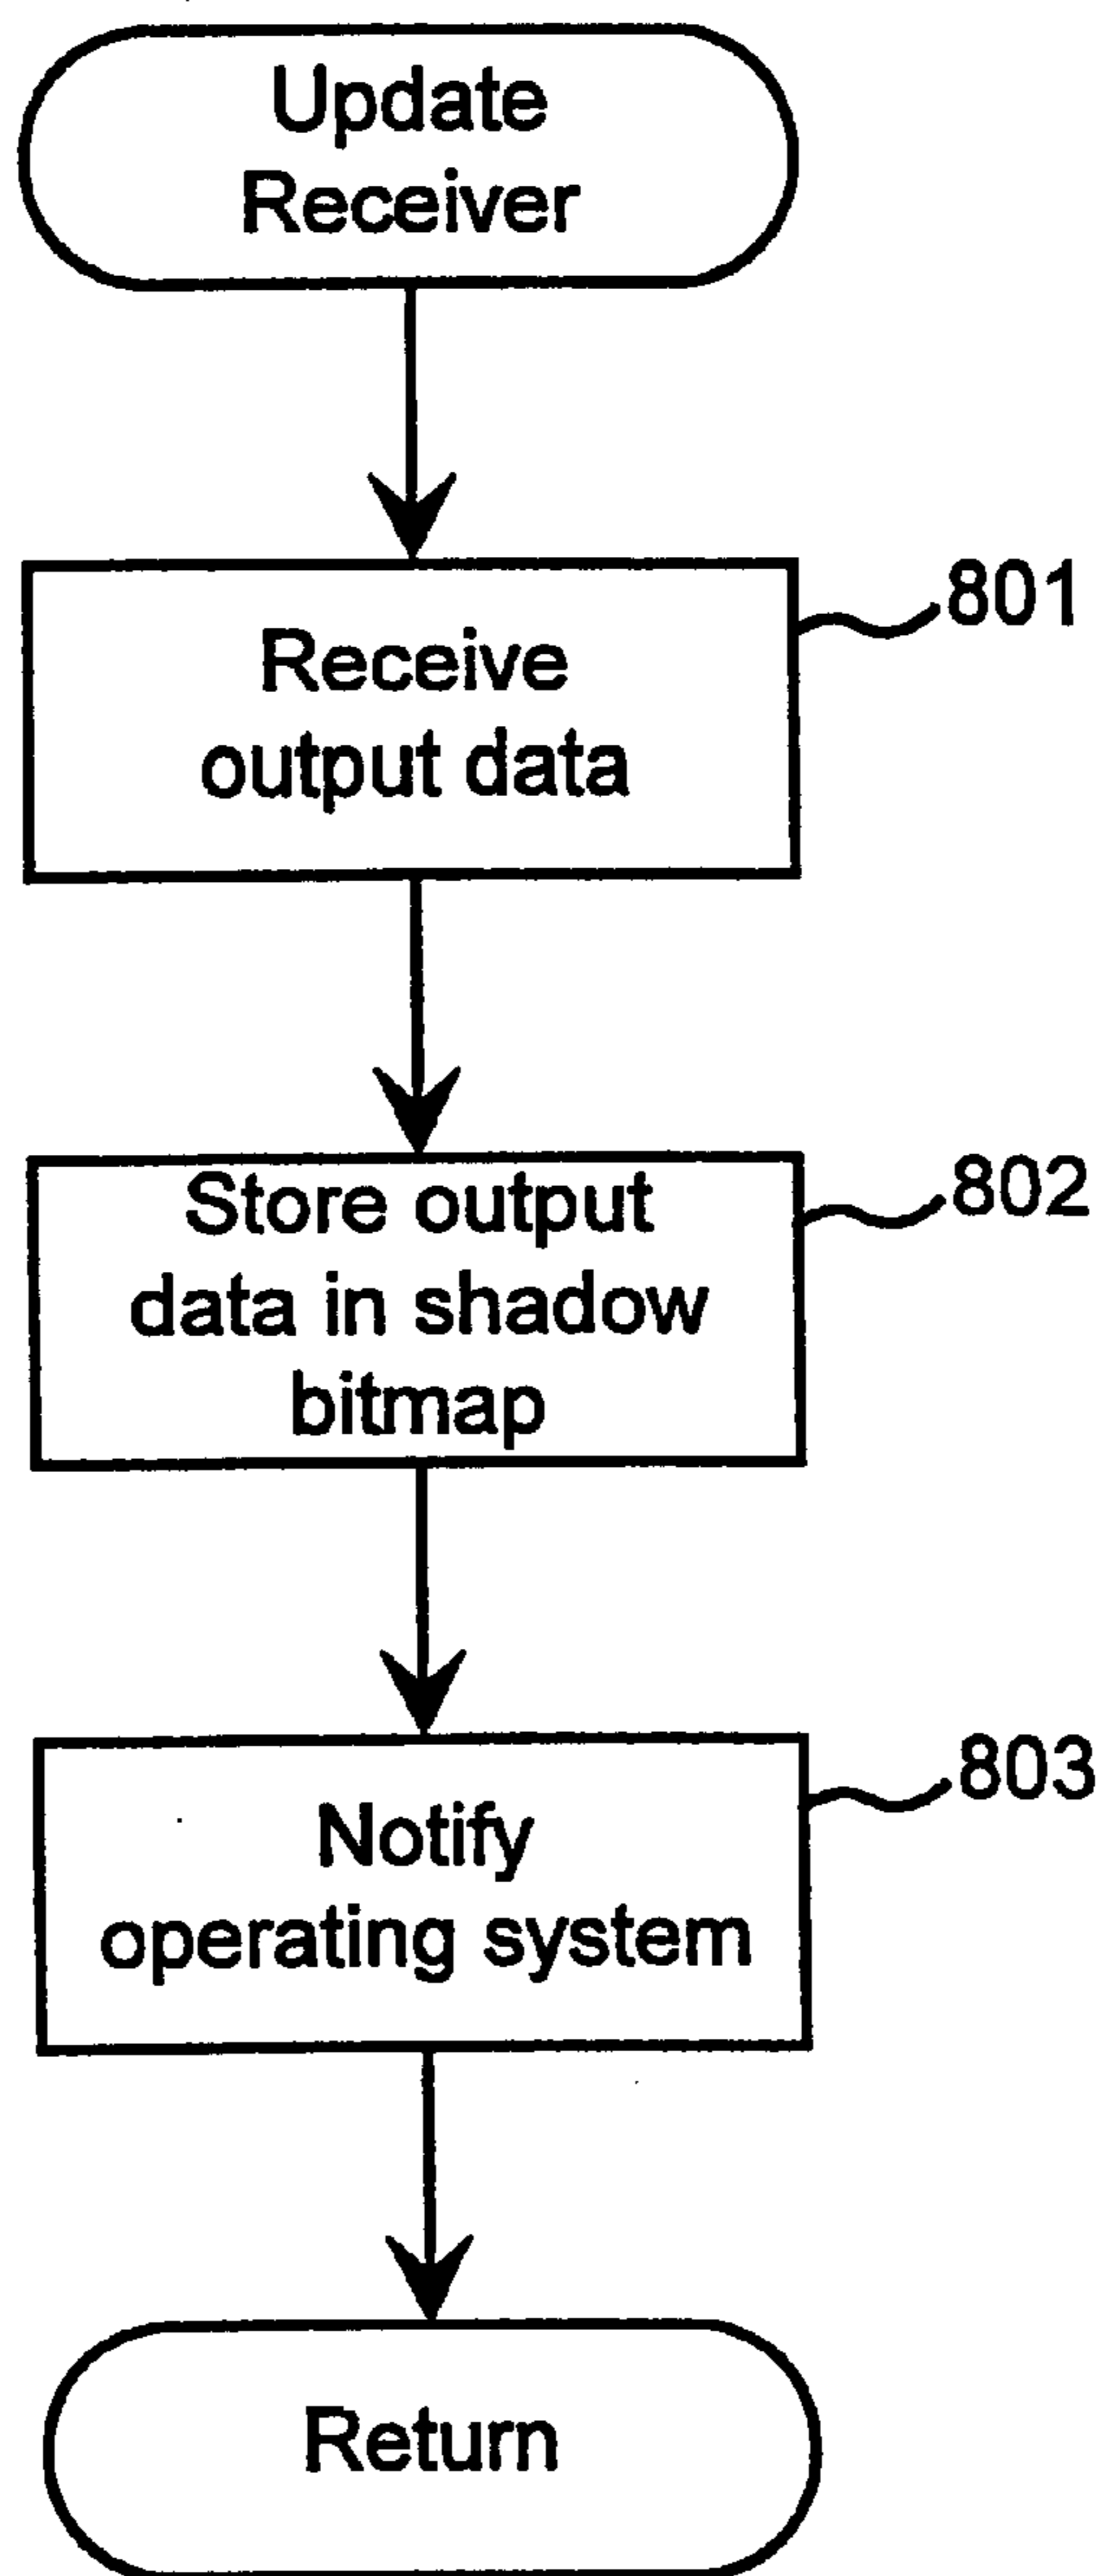 Update
Receiver
801
Receive
output data
802
Store output
data in shadow
bitmap
803
Notify
operating system
Return